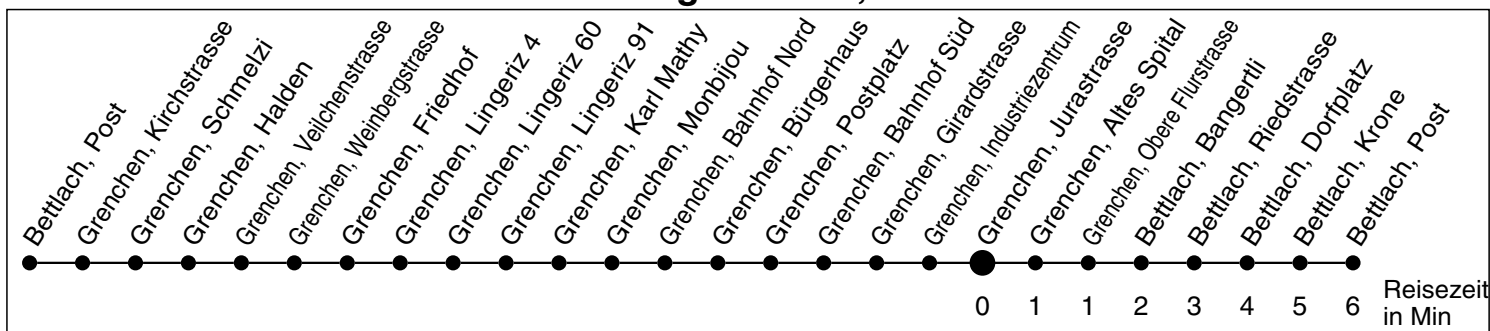 Bettlach, Post
Grenchen, Kirchstrasse
Grenchen, Schmelzi
Grenchen, Halden
Grenchen, Veilchenstrasse
Grenchen, Weinbergstrasse
Grenchen, Friedhof
Grenchen, Lingeriz 4
Grenchen, Lingeriz 60
Grenchen, Lingeriz 91
Grenchen, Karl Mathy
Grenchen, Monbijou
Grenchen, Bahnhof Nord
Grenchen, Bürgerhaus
Grenchen, Postplatz
Grenchen, Bahnhof Süd
Grenchen, Girardstrasse
Grenchen, Industriezentrum
Grenchen, Jurastrasse
Grenchen, Altes Spital
Grenchen, Obere Flurstrasse
Bettlach, Bangertli
Bettlach, Riedstrasse
Bettlach, Dorfplatz
Bettlach, Krone
Bettlach, Post
0 1 1 2 3 4 5 6 Reisezeit
in Min